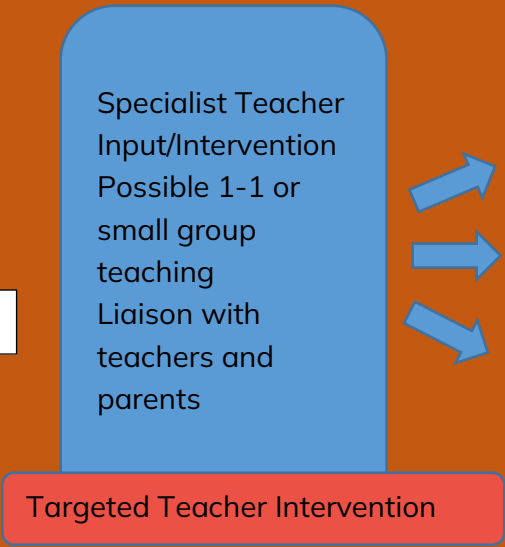 Specialist Teacher
Input/Intervention
Possible 1-1 or
small group
teaching
Liaison with
teachers and
parents
Targeted Teacher Intervention